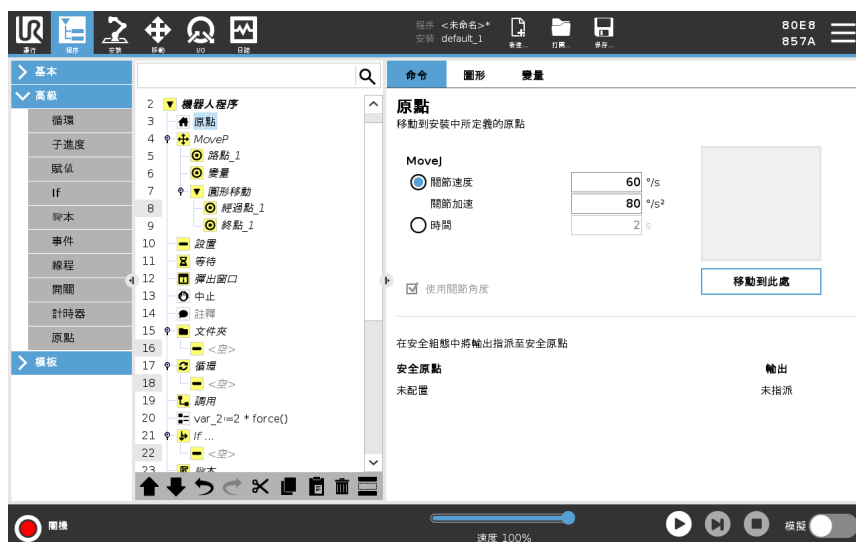 程序 <未命名>*
安裝 default_1
80E8
857A
運行
程序
安裝
移動
I/O
日誌
新建...
打開...
保存...
基本
高級
循環
子進度
賦值
If
腳本
事件
線程
開關
計時器
原點
模板
2 機器人程序
3 原點
4 MoveP
5 路點_1
6 變量
7 圓形移動
8 經過點_1
9 終點_1
10 設置
11 等待
12 彈出窗口
13 中止
14 註釋
15 文件夾
16 <空>
17 循環
18 <空>
19 調用
20 var_2:=2 * force()
21 If ...
22 <空>
23 腳本
命令 圖形 變量
原點
移動到安裝中所定義的原點
MoveJ
關節速度 60 °/s
關節加速 80 °/s²
時間 2 s
使用關節角度
移動到此處
在安全組態中將輸出指派至安全原點
安全原點 輸出
未配置 未指派
關機
速度 100%
模擬